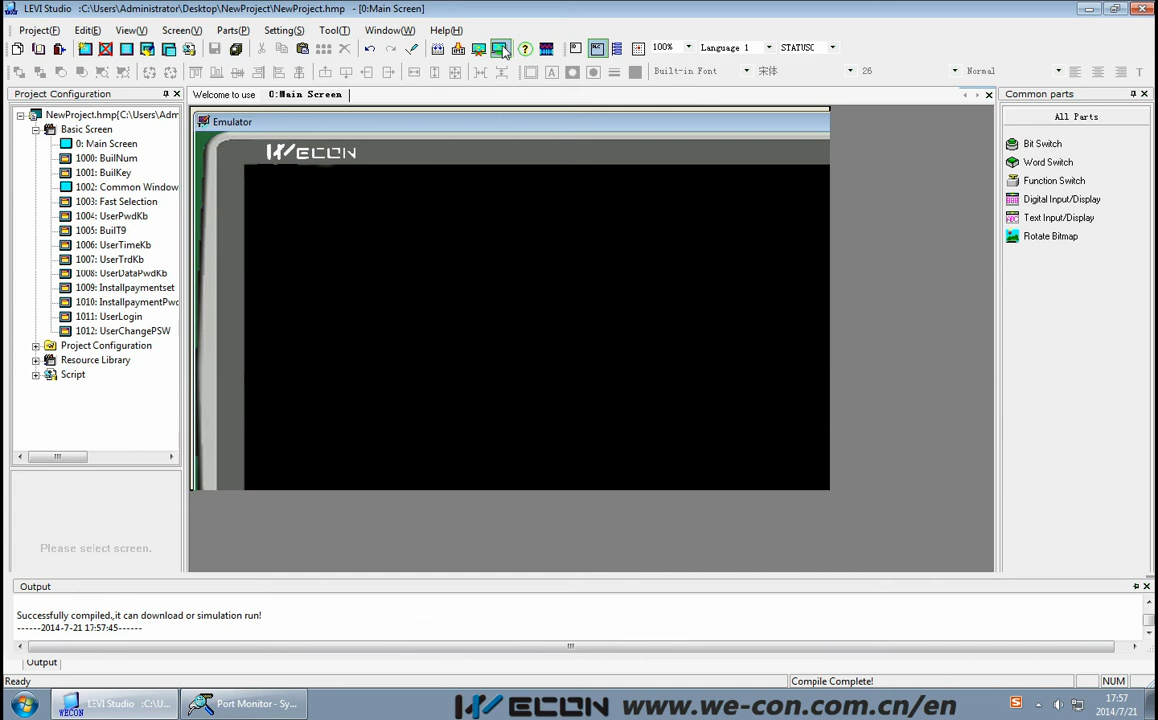 LEVI Studio :C:\Users\Administrator\Desktop\NewProject\NewProject.hmp - [0:Main Screen]
Project(F) Edit(E) View(V) Screen(V) Parts(P) Setting(S) Tool(T) Window(W) Help(H)
100% Language 1 STATUS(
Built-in Font 宋体 26 Normal
Project Configuration
Welcome to use 0:Main Screen
Common parts
NewProject.hmp[C:\Users\Adm
Basic Screen
0: Main Screen
1000: BuilNum
1001: BuilKey
1002: Common Window
1003: Fast Selection
1004: UserPwdKb
1005: BuilT9
1006: UserTimeKb
1007: UserTrdKb
1008: UserDataPwdKb
1009: Installpaymentset
1010: InstallpaymentPwd
1011: UserLogin
1012: UserChangePSW
Project Configuration
Resource Library
Script
Emulator
WECON
All Parts
Bit Switch
Word Switch
Function Switch
Digital Input/Display
Text Input/Display
Rotate Bitmap
Please select screen.
Output
Successfully compiled.,it can download or simulation run!
------2014-7-21 17:57:45------
Output
Ready Compile Complete! NUM
WECON LEVI Studio :C:\U... Port Monitor - Sy...
WECON www.we-con.com.cn/en
17:57
2014/7/21